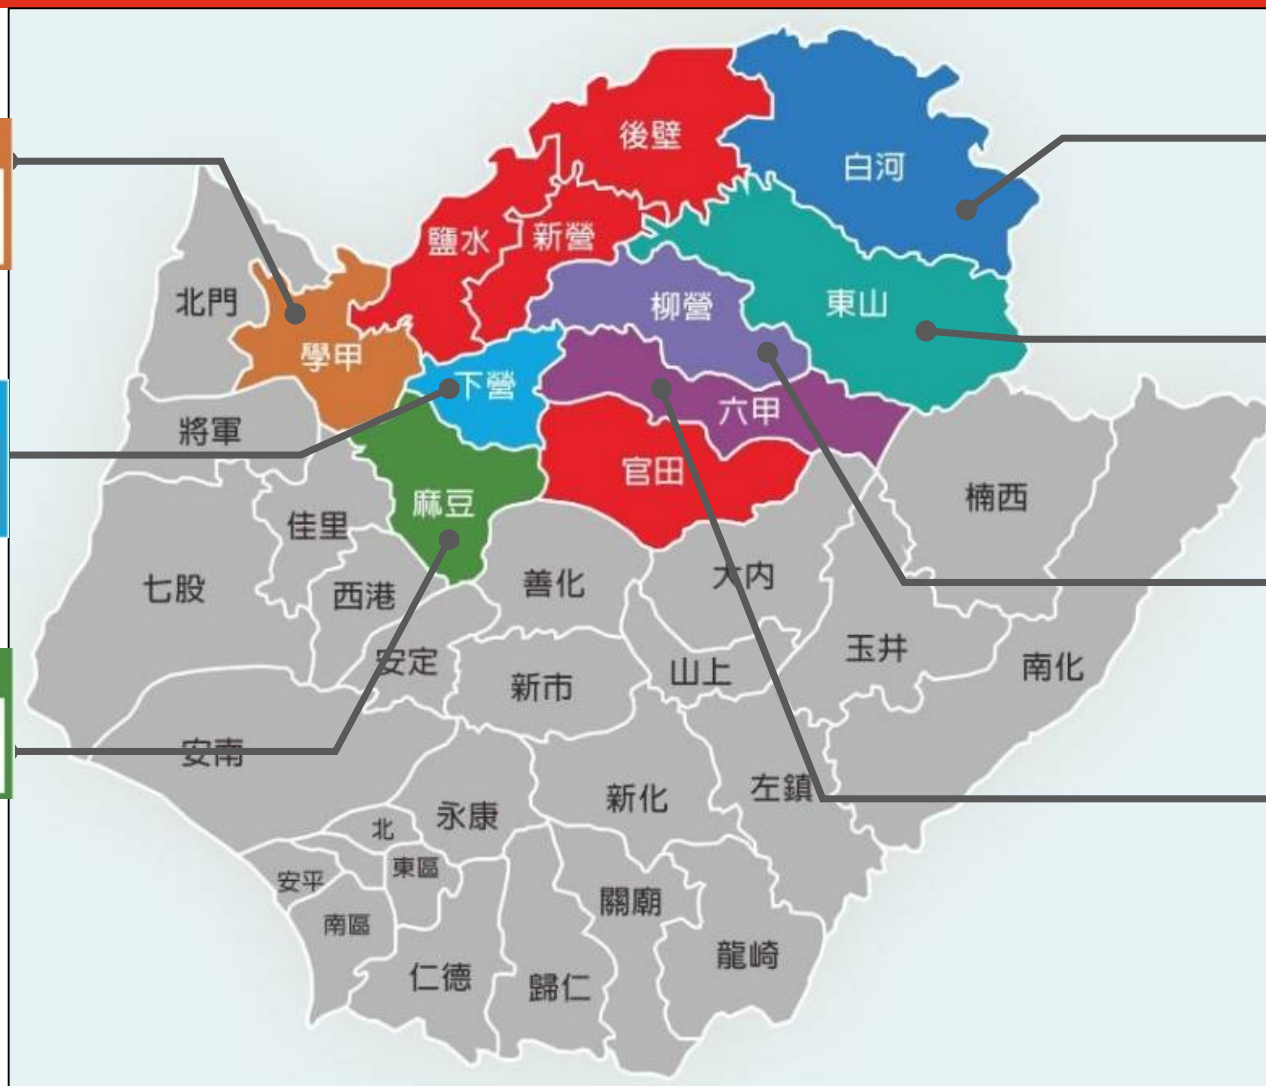 後壁
白河
鹽水
新營
北門
柳營
東山
學甲
下營
六甲
將軍
官田
麻豆
楠西
佳里
七股
西港
善化
大内
安定
新市
山上
玉井
南化
安南
永康
新化
左鎮
北
東區
安平
南區
關廟
仁德
歸仁
龍崎